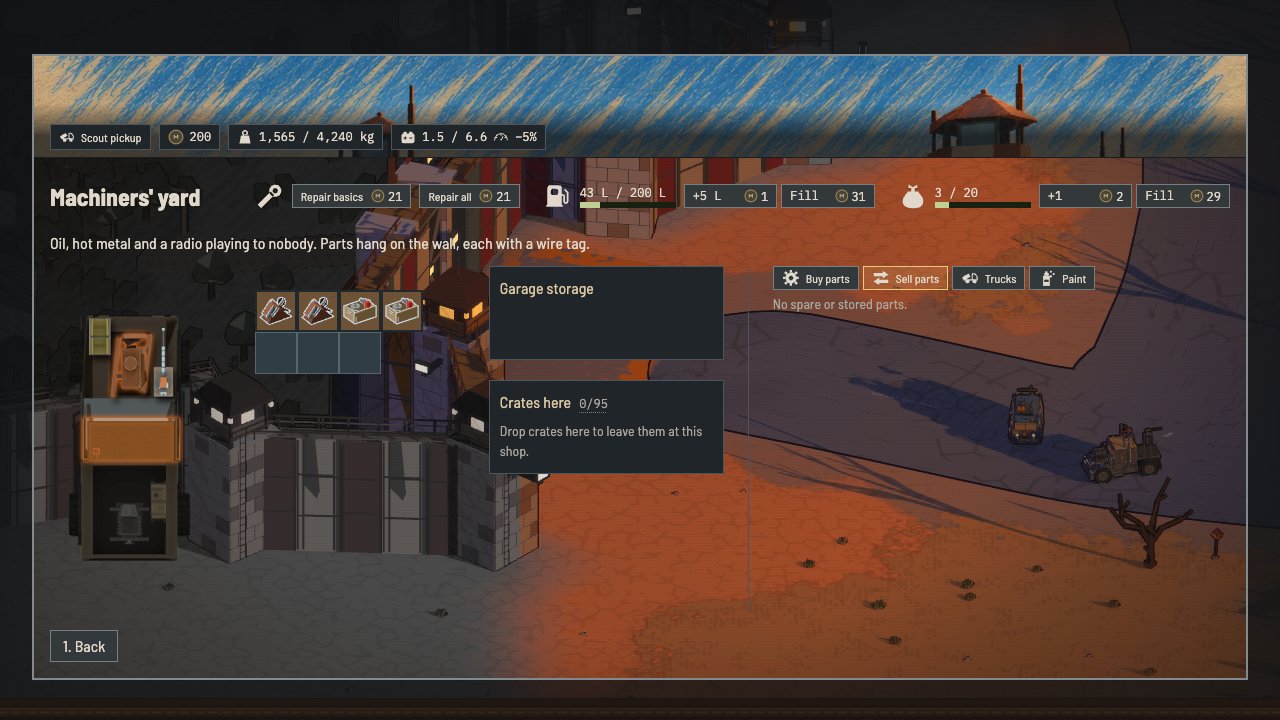 Scout pickup 200 1,565 / 4,240 kg 1.5 / 6.6 −5%
Machiners' yard
Repair basics 21
Repair all 21
43 L / 200 L
+5 L 1
Fill 31
3 / 20
+1 2
Fill 29
Oil, hot metal and a radio playing to nobody. Parts hang on the wall, each with a wire tag.
Garage storage
Crates here 0/95
Drop crates here to leave them at this
shop.
Buy parts
Sell parts
Trucks
Paint
No spare or stored parts.
1. Back